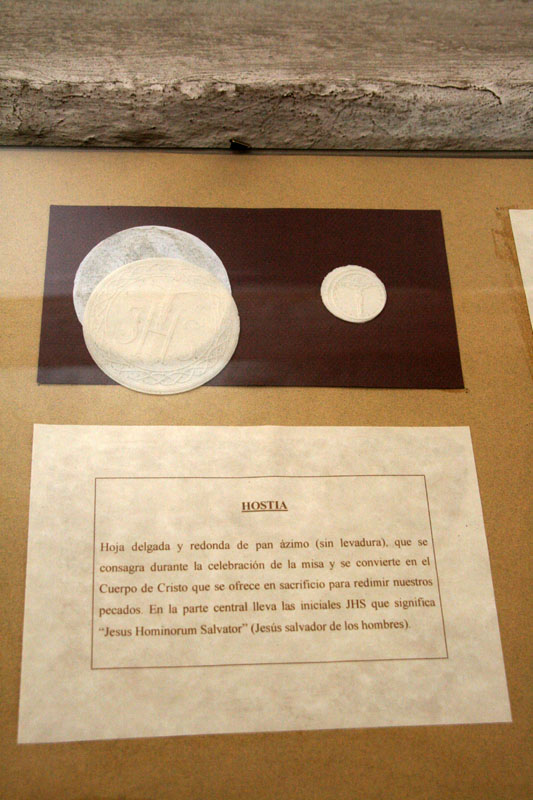 JHS
HOSTIA
Hoja delgada y redonda de pan ázimo (sin levadura), que se
consagra durante la celebración de la misa y se convierte en el
Cuerpo de Cristo que se ofrece en sacrificio para redimir nuestros
pecados. En la parte central lleva las iniciales JHS que significa
“Jesus Hominorum Salvator” (Jesús salvador de los hombres).